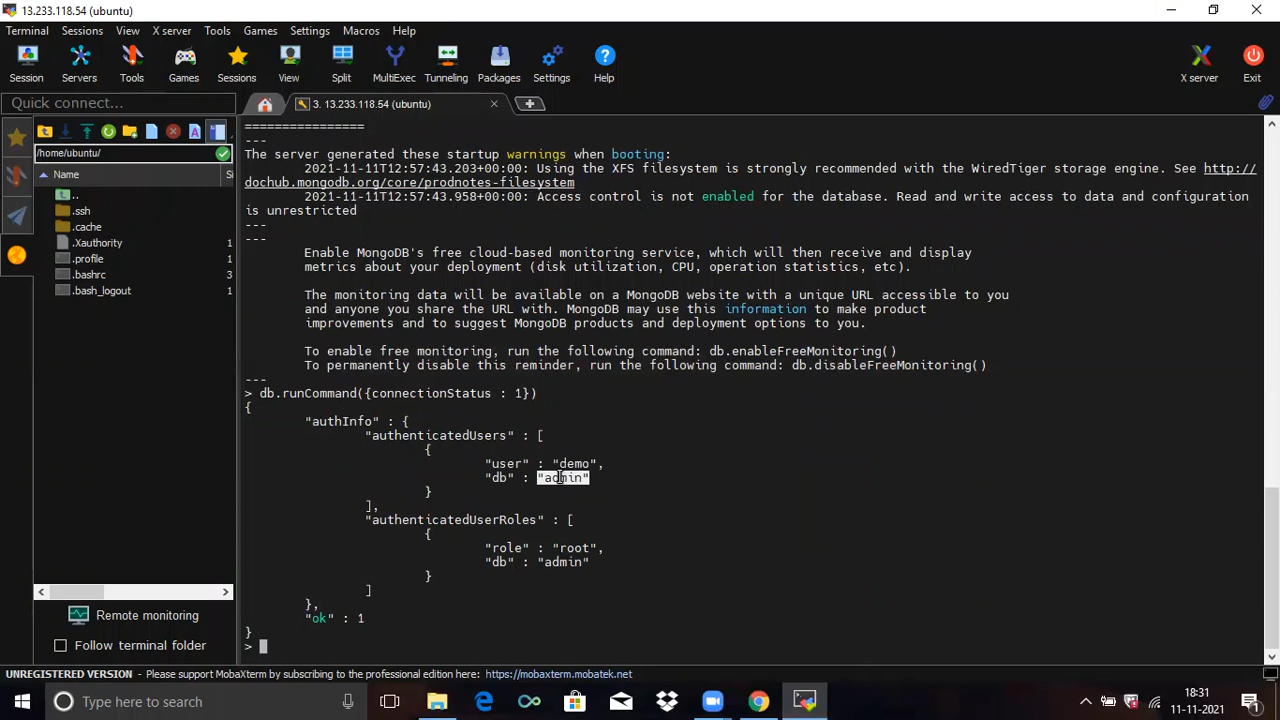 13.233.118.54 (ubuntu)
Terminal Sessions View X server Tools Games Settings Macros Help
Session Servers Tools Games Sessions View Split MultiExec Tunneling Packages Settings Help X server Exit
Quick connect...
3. 13.233.118.54 (ubuntu)
/home/ubuntu/
Name Si
..
.ssh
.cache
.Xauthority 1
.profile 1
.bashrc 3
.bash_logout 1
Remote monitoring
Follow terminal folder
================
---
The server generated these startup warnings when booting:
2021-11-11T12:57:43.203+00:00: Using the XFS filesystem is strongly recommended with the WiredTiger storage engine. See http://
dochub.mongodb.org/core/prodnotes-filesystem
2021-11-11T12:57:43.958+00:00: Access control is not enabled for the database. Read and write access to data and configuration
is unrestricted
---
---
Enable MongoDB's free cloud-based monitoring service, which will then receive and display
metrics about your deployment (disk utilization, CPU, operation statistics, etc).
The monitoring data will be available on a MongoDB website with a unique URL accessible to you
and anyone you share the URL with. MongoDB may use this information to make product
improvements and to suggest MongoDB products and deployment options to you.
To enable free monitoring, run the following command: db.enableFreeMonitoring()
To permanently disable this reminder, run the following command: db.disableFreeMonitoring()
---
> db.runCommand({connectionStatus : 1})
{
"authInfo" : {
"authenticatedUsers" : [
{
"user" : "demo",
"db" : "admin"
}
],
"authenticatedUserRoles" : [
{
"role" : "root",
"db" : "admin"
}
]
},
"ok" : 1
}
>
UNREGISTERED VERSION - Please support MobaXterm by subscribing to the professional edition here: https://mobaxterm.mobatek.net
Type here to search
18:31
11-11-2021
1